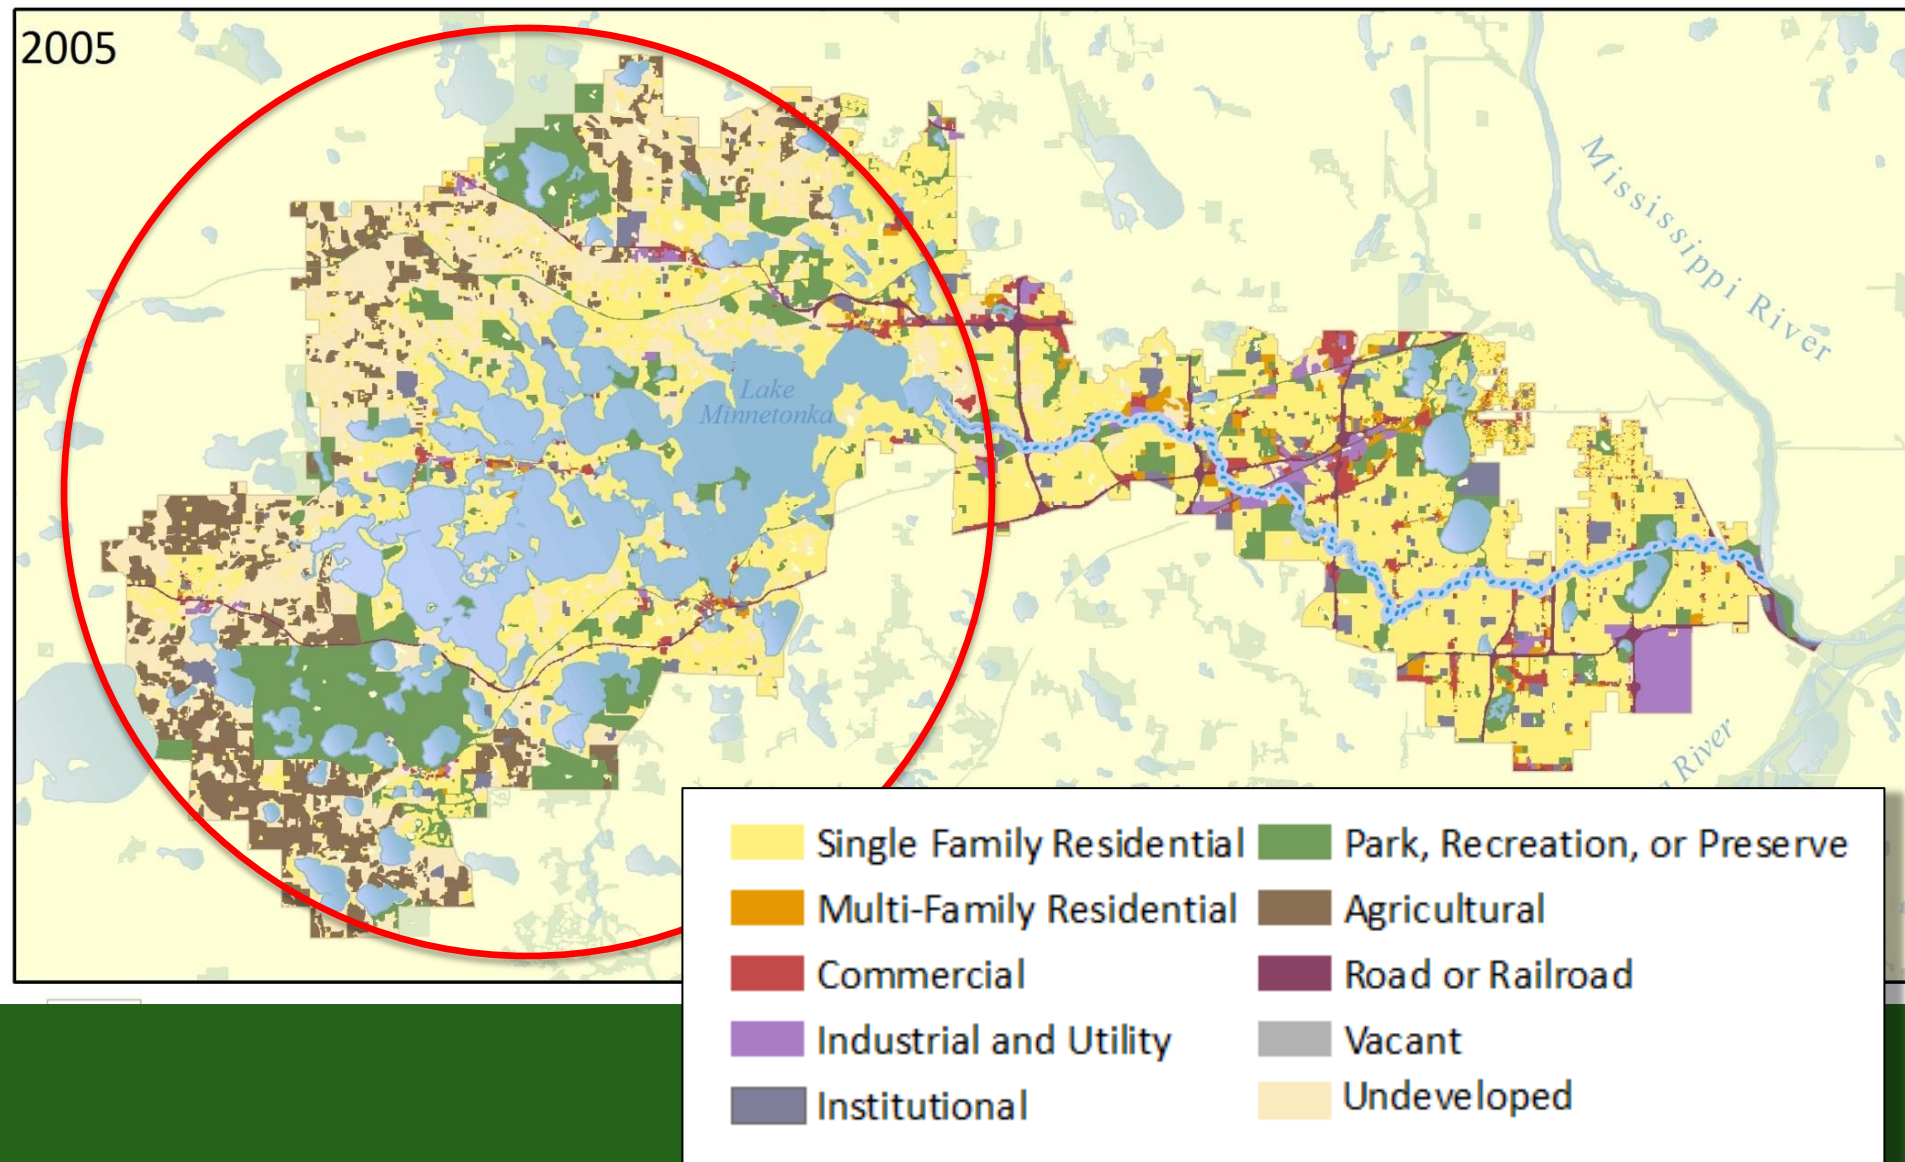 2005
Mississippi River
Lake
Minnetonka
River
Single Family Residential
Multi-Family Residential
Commercial
Industrial and Utility
Institutional
Park, Recreation, or Preserve
Agricultural
Road or Railroad
Vacant
Undeveloped